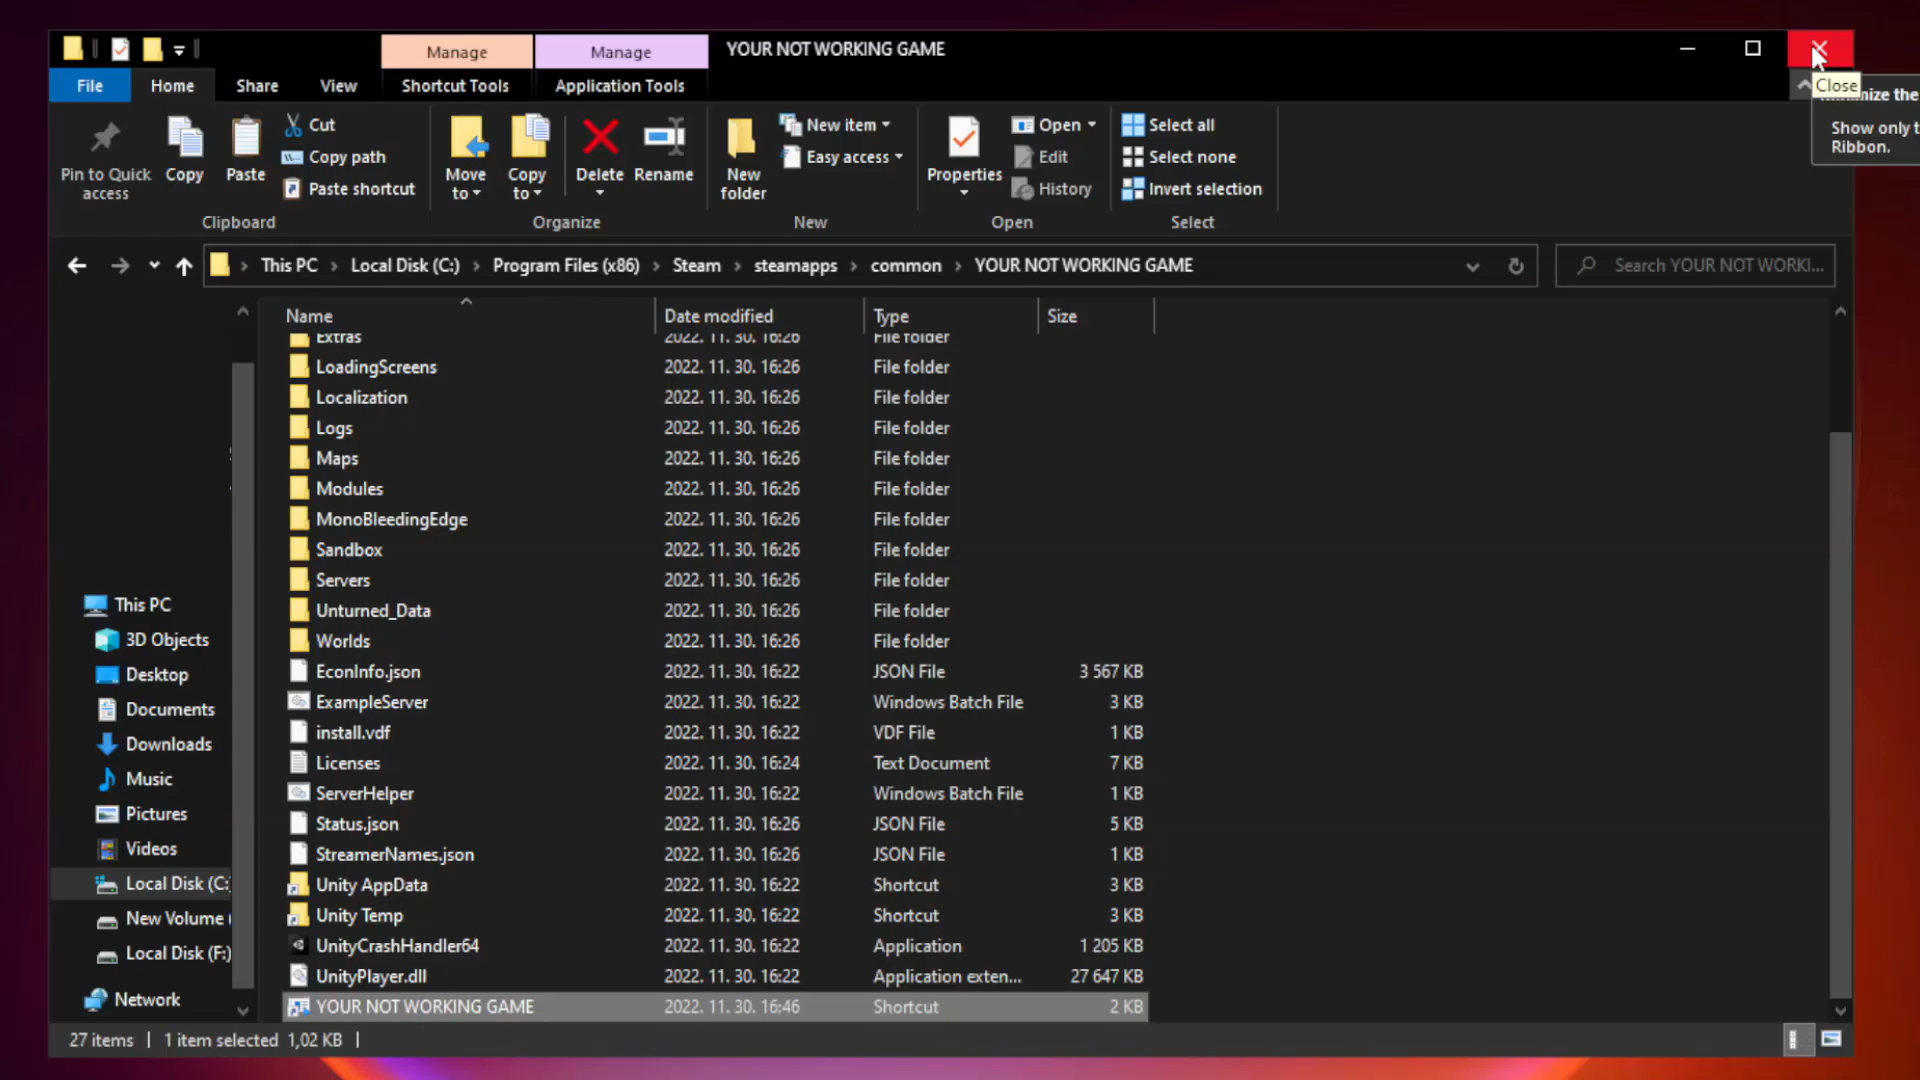 Manage
Manage
YOUR NOT WORKING GAME
File
Home
Share
View
Shortcut Tools
Application Tools
Close
the
Show only t
Ribbon.
Pin to Quick access
Copy
Paste
Cut
Copy path
Paste shortcut
Clipboard
Move to
Copy to
Delete
Rename
Organize
New folder
New item
Easy access
New
Properties
Open
Edit
History
Open
Select all
Select none
Invert selection
Select
This PC
Local Disk (C:)
Program Files (x86)
Steam
steamapps
common
YOUR NOT WORKING GAME
Search YOUR NOT WORKI...
Name Date modified Type Size
Extras 2022. 11. 30. 16:26 File folder
LoadingScreens 2022. 11. 30. 16:26 File folder
Localization 2022. 11. 30. 16:26 File folder
Logs 2022. 11. 30. 16:26 File folder
Maps 2022. 11. 30. 16:26 File folder
Modules 2022. 11. 30. 16:26 File folder
MonoBleedingEdge 2022. 11. 30. 16:26 File folder
Sandbox 2022. 11. 30. 16:26 File folder
Servers 2022. 11. 30. 16:26 File folder
Unturned_Data 2022. 11. 30. 16:26 File folder
Worlds 2022. 11. 30. 16:26 File folder
EconInfo.json 2022. 11. 30. 16:22 JSON File 3 567 KB
ExampleServer 2022. 11. 30. 16:22 Windows Batch File 3 KB
install.vdf 2022. 11. 30. 16:22 VDF File 1 KB
Licenses 2022. 11. 30. 16:24 Text Document 7 KB
ServerHelper 2022. 11. 30. 16:22 Windows Batch File 1 KB
Status.json 2022. 11. 30. 16:26 JSON File 5 KB
StreamerNames.json 2022. 11. 30. 16:26 JSON File 1 KB
Unity AppData 2022. 11. 30. 16:22 Shortcut 3 KB
Unity Temp 2022. 11. 30. 16:22 Shortcut 3 KB
UnityCrashHandler64 2022. 11. 30. 16:22 Application 1 205 KB
UnityPlayer.dll 2022. 11. 30. 16:22 Application exten... 27 647 KB
YOUR NOT WORKING GAME 2022. 11. 30. 16:46 Shortcut 2 KB
This PC
3D Objects
Desktop
Documents
Downloads
Music
Pictures
Videos
Local Disk (C:)
New Volume (
Local Disk (F:)
Network
27 items
1 item selected 1,02 KB